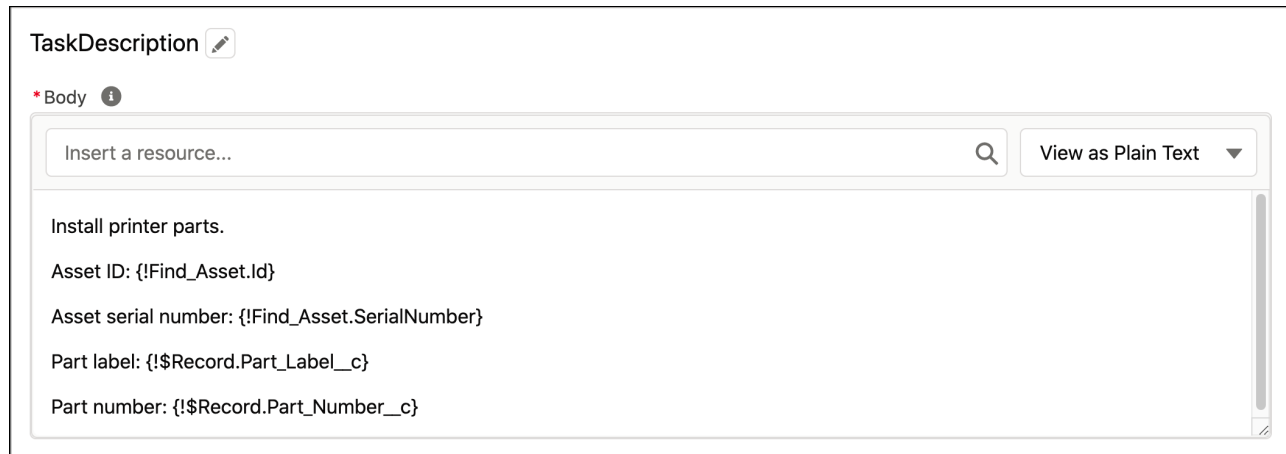 TaskDescription
*Body
Insert a resource...
View as Plain Text
Install printer parts.
Asset ID: {!Find_Asset.Id}
Asset serial number: {!Find_Asset.SerialNumber}
Part label: {!$Record.Part_Label__c}
Part number: {!$Record.Part_Number__c}